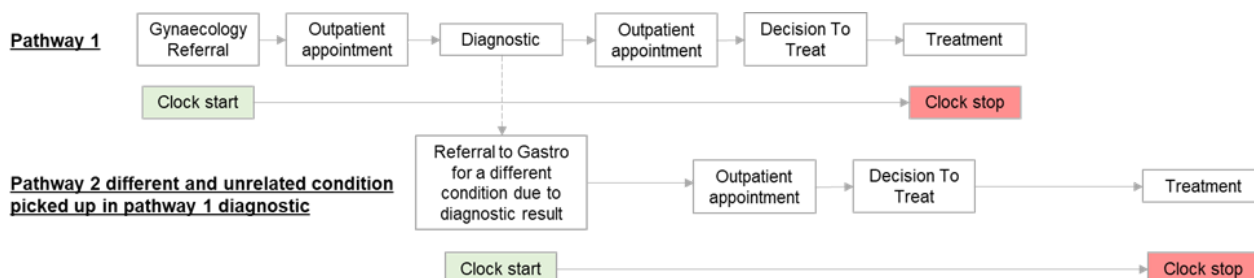 Pathway 1
Gynaecology
Referral
Outpatient
appointment
Diagnostic
Outpatient
appointment
Decision To
Treat
Treatment
Clock start
Clock stop
Pathway 2 different and unrelated condition
picked up in pathway 1 diagnostic
Referral to Gastro
for a different
condition due to
diagnostic result
Outpatient
appointment
Decision To
Treat
Treatment
Clock start
Clock stop